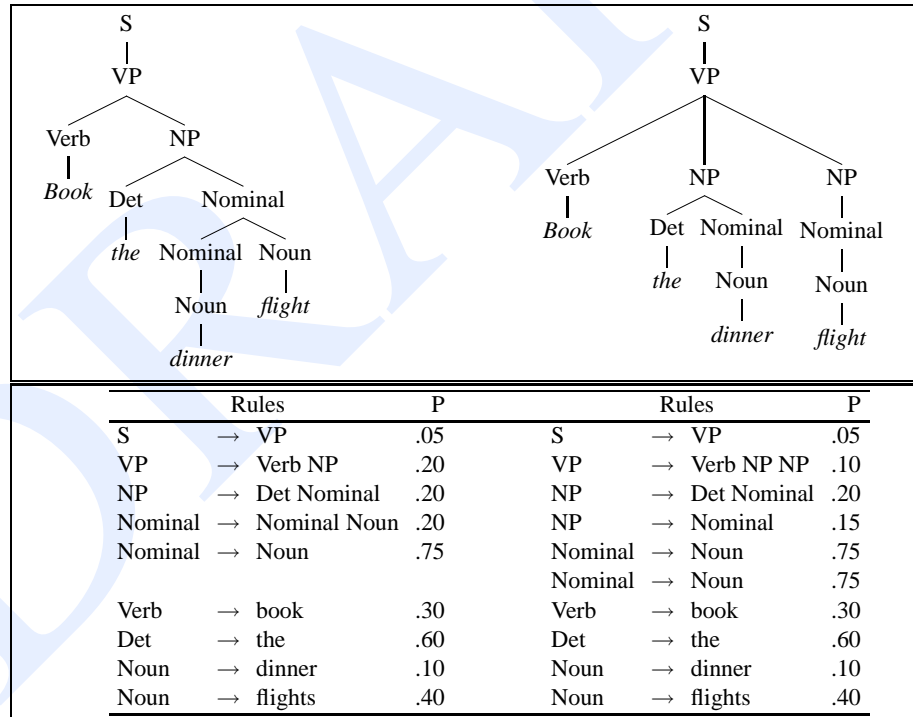 S S
VP VP
Verb NP
Verb NP NP
Book Det Nominal
Book Det Nominal Nominal
the Nominal Noun
the Noun Noun
Noun flight
dinner flight
dinner
Rules P Rules P
S → VP .05 S → VP .05
VP → Verb NP .20 VP → Verb NP NP .10
NP → Det Nominal .20 NP → Det Nominal .20
Nominal → Nominal Noun .20 NP → Nominal .15
Nominal → Noun .75 Nominal → Noun .75
Nominal → Noun .75
Verb → book .30 Verb → book .30
Det → the .60 Det → the .60
Noun → dinner .10 Noun → dinner .10
Noun → flights .40 Noun → flights .40
DRAF